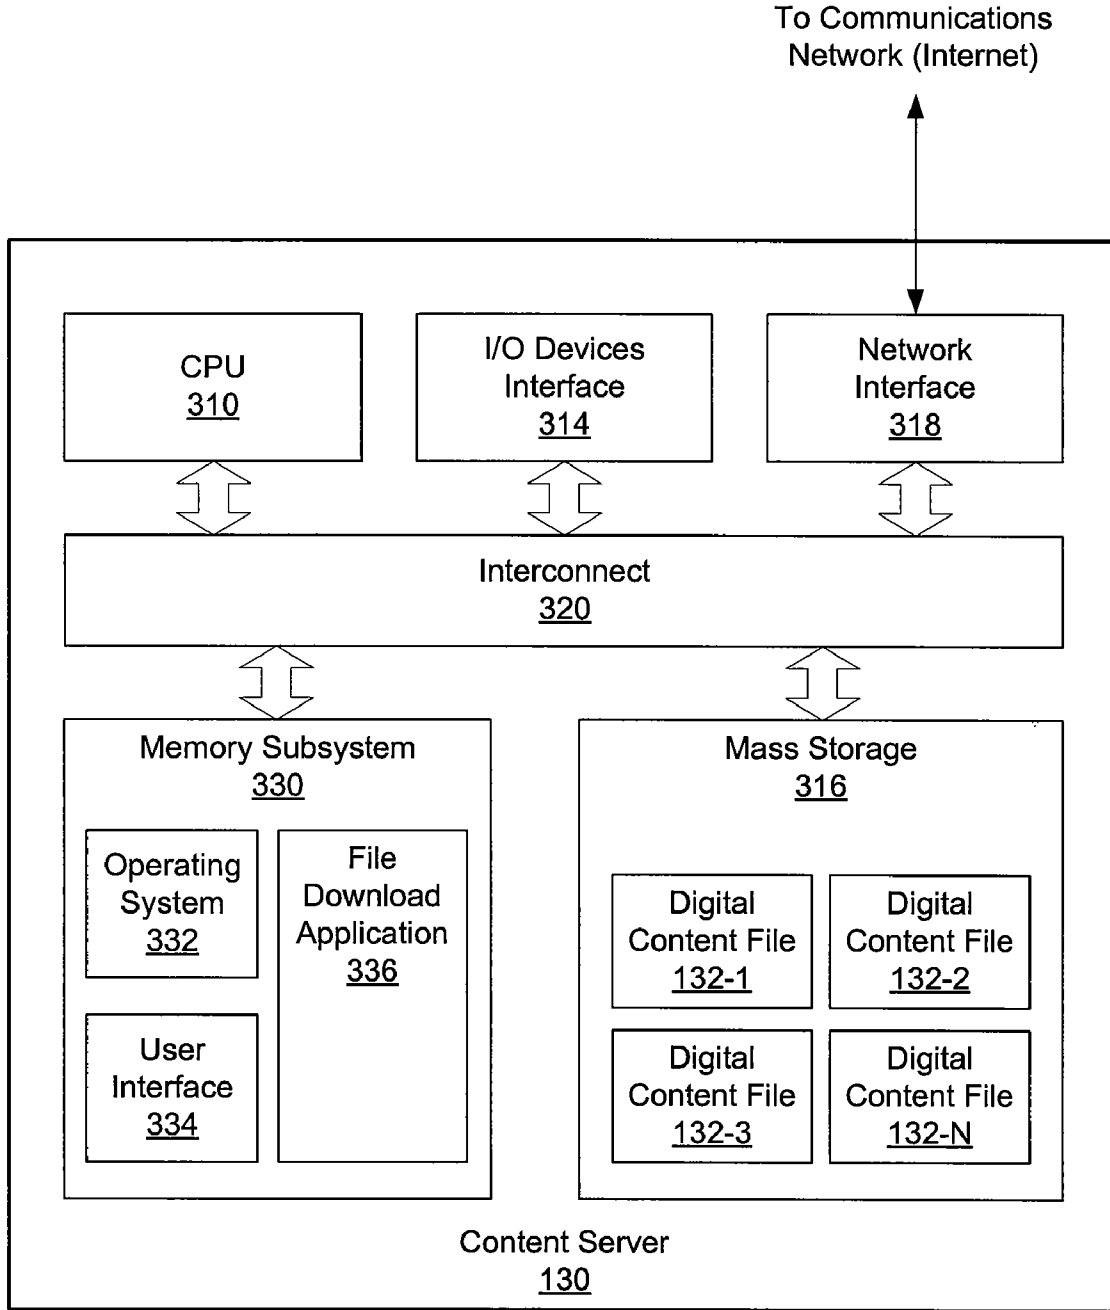 To Communications
Network (Internet)
CPU
310
I/O Devices
Interface
314
Network
Interface
318
Interconnect
320
Memory Subsystem
330
Operating
System
332
File
Download
Application
336
User
Interface
334
Mass Storage
316
Digital
Content File
132-1
Digital
Content File
132-2
Digital
Content File
132-3
Digital
Content File
132-N
Content Server
130